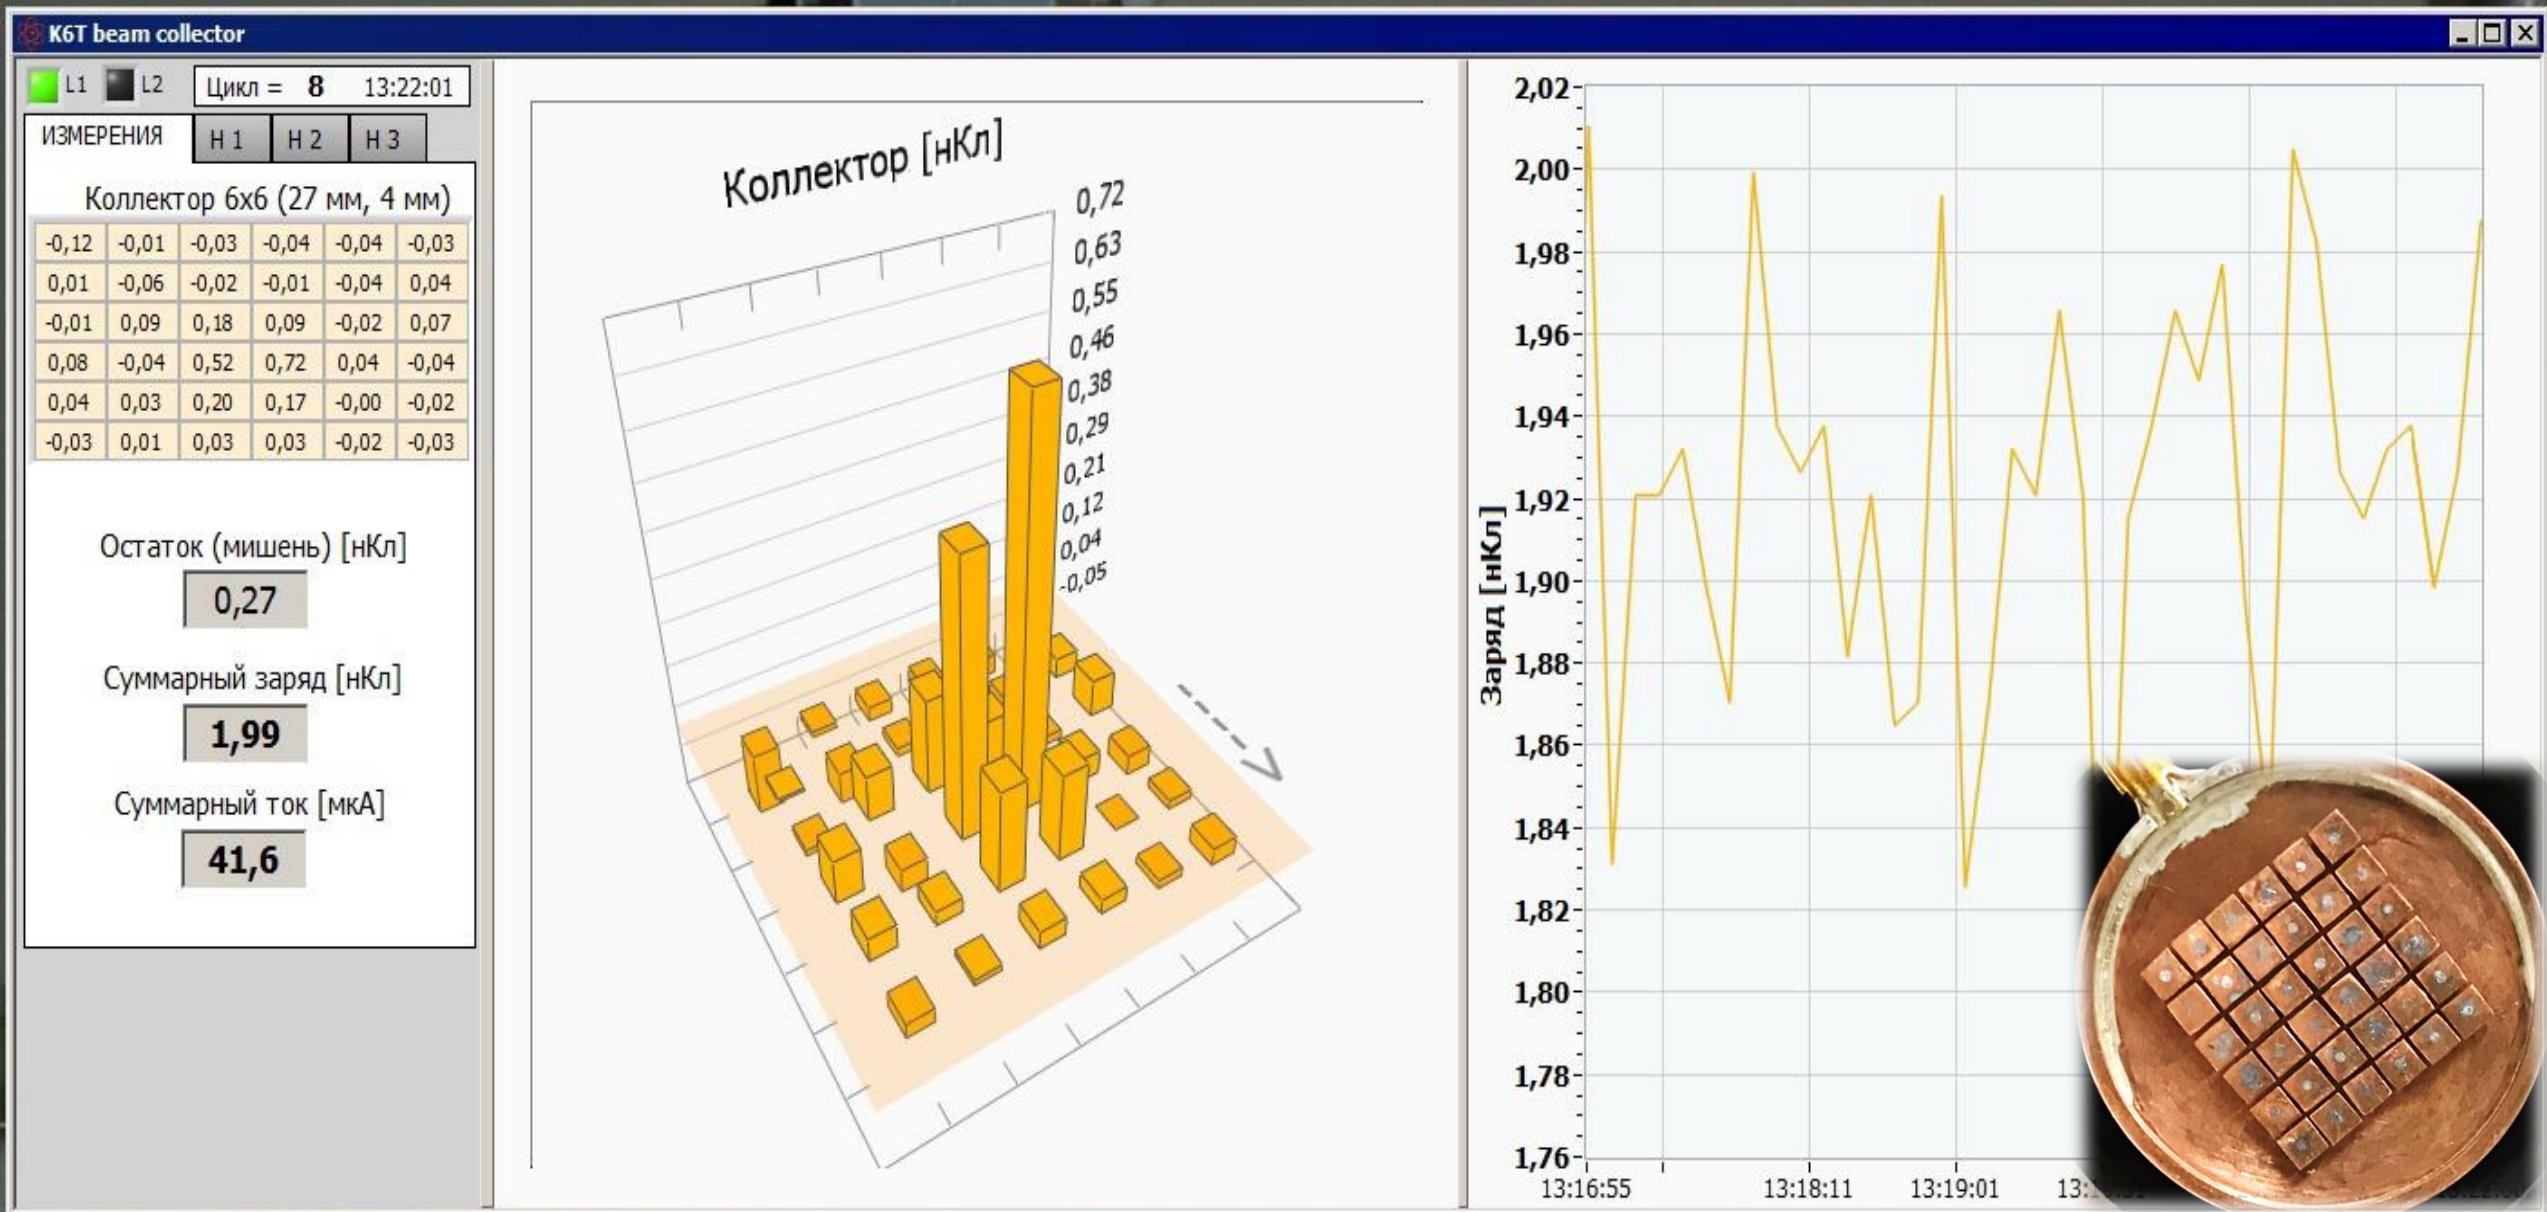 K6T beam collector
L1 L2 Цикл = 8 13:22:01
ИЗМЕРЕНИЯ Н 1 Н 2 Н 3
Коллектор 6х6 (27 мм, 4 мм)
-0,12 -0,01 -0,03 -0,04 -0,04 -0,03
0,01 -0,06 -0,02 -0,01 -0,04 0,04
-0,01 0,09 0,18 0,09 -0,02 0,07
0,08 -0,04 0,52 0,72 0,04 -0,04
0,04 0,03 0,20 0,17 -0,00 -0,02
-0,03 0,01 0,03 0,03 -0,02 -0,03
Остаток (мишень) [нКл]
0,27
Суммарный заряд [нКл]
1,99
Суммарный ток [мкА]
41,6
Коллектор [нКл]
0,72
0,63
0,55
0,46
0,38
0,29
0,21
0,12
0,04
-0,05
Заряд [нКл]
2,02
2,00
1,98
1,96
1,94
1,92
1,90
1,88
1,86
1,84
1,82
1,80
1,78
1,76
13:16:55 13:18:11 13:19:01